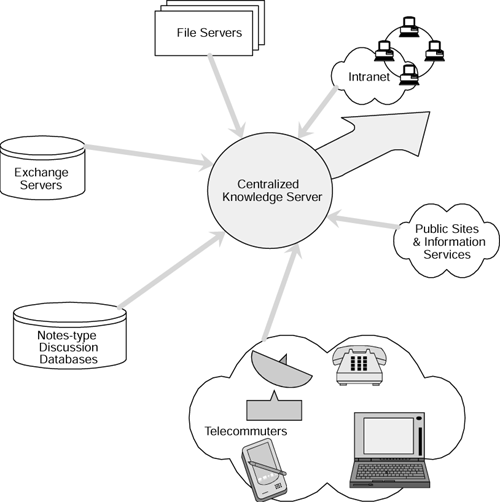 File Servers
Intranet
Exchange
Servers
Centralized
Knowledge Server
Public Sites
& Information
Services
Notes-type
Discussion
Databases
Telecommuters